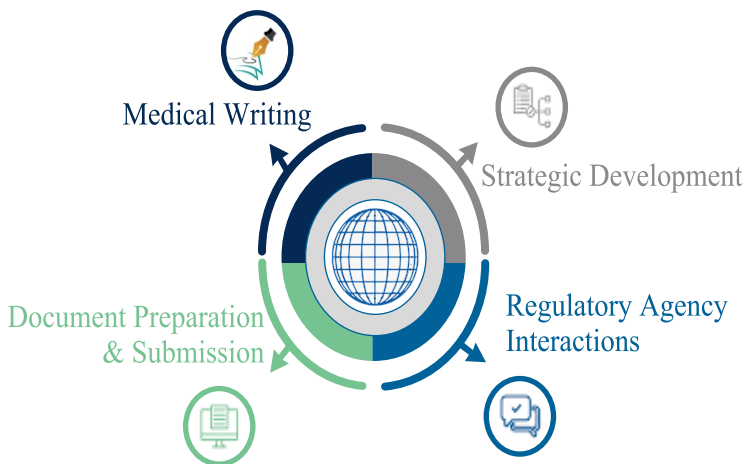 Medical Writing
Strategic Development
Document Preparation
& Submission
Regulatory Agency
Interactions